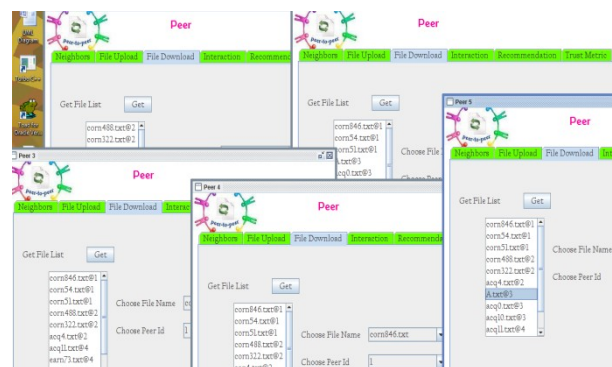 Peer
Neighbors File Upload File Download Interaction Recommend
Get File List Get
corn488.txt@2
corn322.txt@2
Peer
Neighbors File Upload File Download Interaction Recommendation Trust Metric
Get File List Get
corn846.txt@1
corn54.txt@1
corn51txt@1
A.txt@3
acq0.txt@3
Choose File
Peer 5
Peer
Neighbors File Upload File Download
Get File List Get
corn846.txt@1
corn54.txt@1
corn51txt@1
corn488.txt@2
corn322.txt@2
acq4.txt@2
A.txt@3
acq0.txt@3
acq10.txt@3
acq11.txt@4
Choose File Name
Choose Peer Id
Peer 3
Peer
Neighbors File Upload File Download
Get File List Get
corn846.txt@1
corn54.txt@1
corn51txt@1
corn488.txt@2
corn322.txt@2
acq4.txt@2
acq11.txt@4
earn73.txt@4
Choose File Name
Choose Peer Id 1
Peer 4
Peer
Neighbors File Upload File Download Interaction Recommenda
Get File List Get
corn846.txt@1
corn54.txt@1
corn51.txt@1
corn488.txt@2
corn322.txt@2
Choose File Name corn846.txt
Choose Peer Id 1